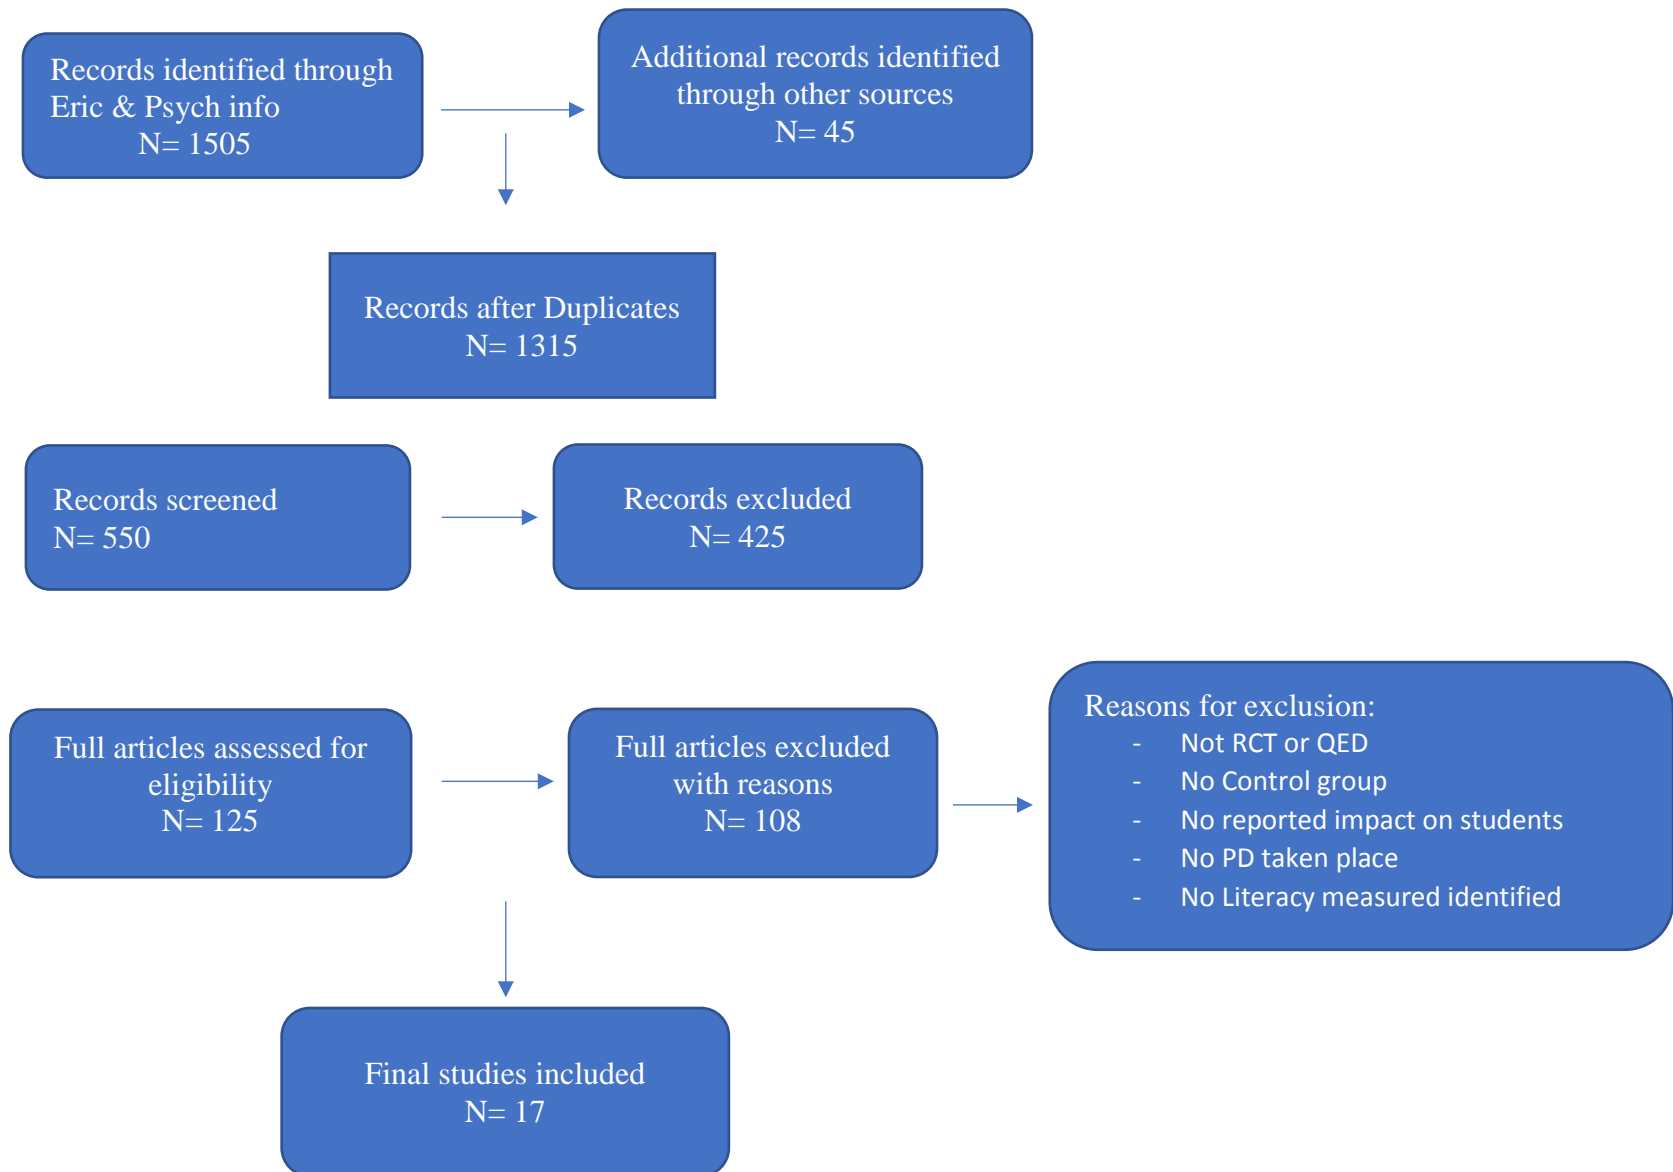 Records identified through
Eric & Psych info
N= 1505
Additional records identified
through other sources
N= 45
Records after Duplicates
N= 1315
Records screened
N= 550
Records excluded
N= 425
Full articles assessed for
eligibility
N= 125
Full articles excluded
with reasons
N= 108
Reasons for exclusion:
- Not RCT or QED
- No Control group
- No reported impact on students
- No PD taken place
- No Literacy measured identified
Final studies included
N= 17